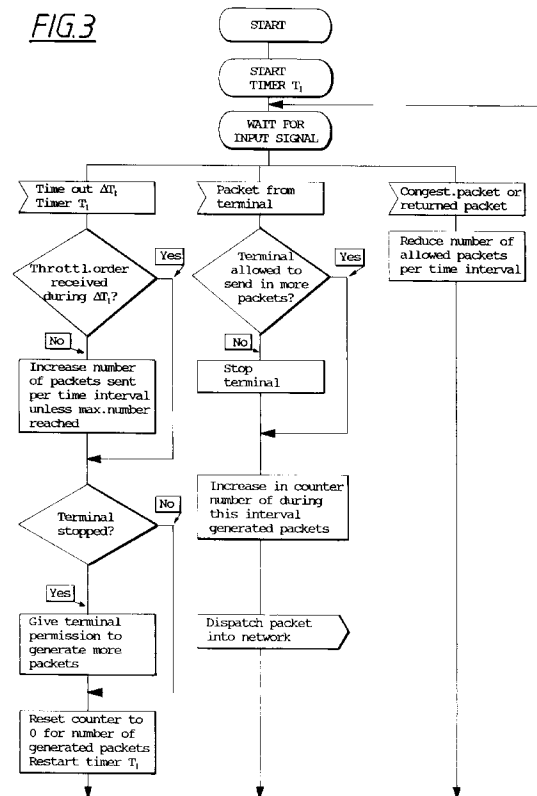 FIG.3
START
START
TIMER T₁
WAIT FOR
INPUT SIGNAL
Time out ΔT₁
Timer T₁
Throttl.order
received
during ΔT₁?
Yes
No
Increase number
of packets sent
per time interval
unless max.number
reached
Terminal
stopped?
No
Yes
Give terminal
permission to
generate more
packets
Reset counter to
0 for number of
generated packets
Restart timer T₁
Packet from
terminal
Terminal
allowed to
send in more
packets?
Yes
No
Stop
terminal
Increase in counter
number of during
this interval
generated packets
Dispatch packet
into network
Congest.packet or
returned packet
Reduce number of
allowed packets
per time interval